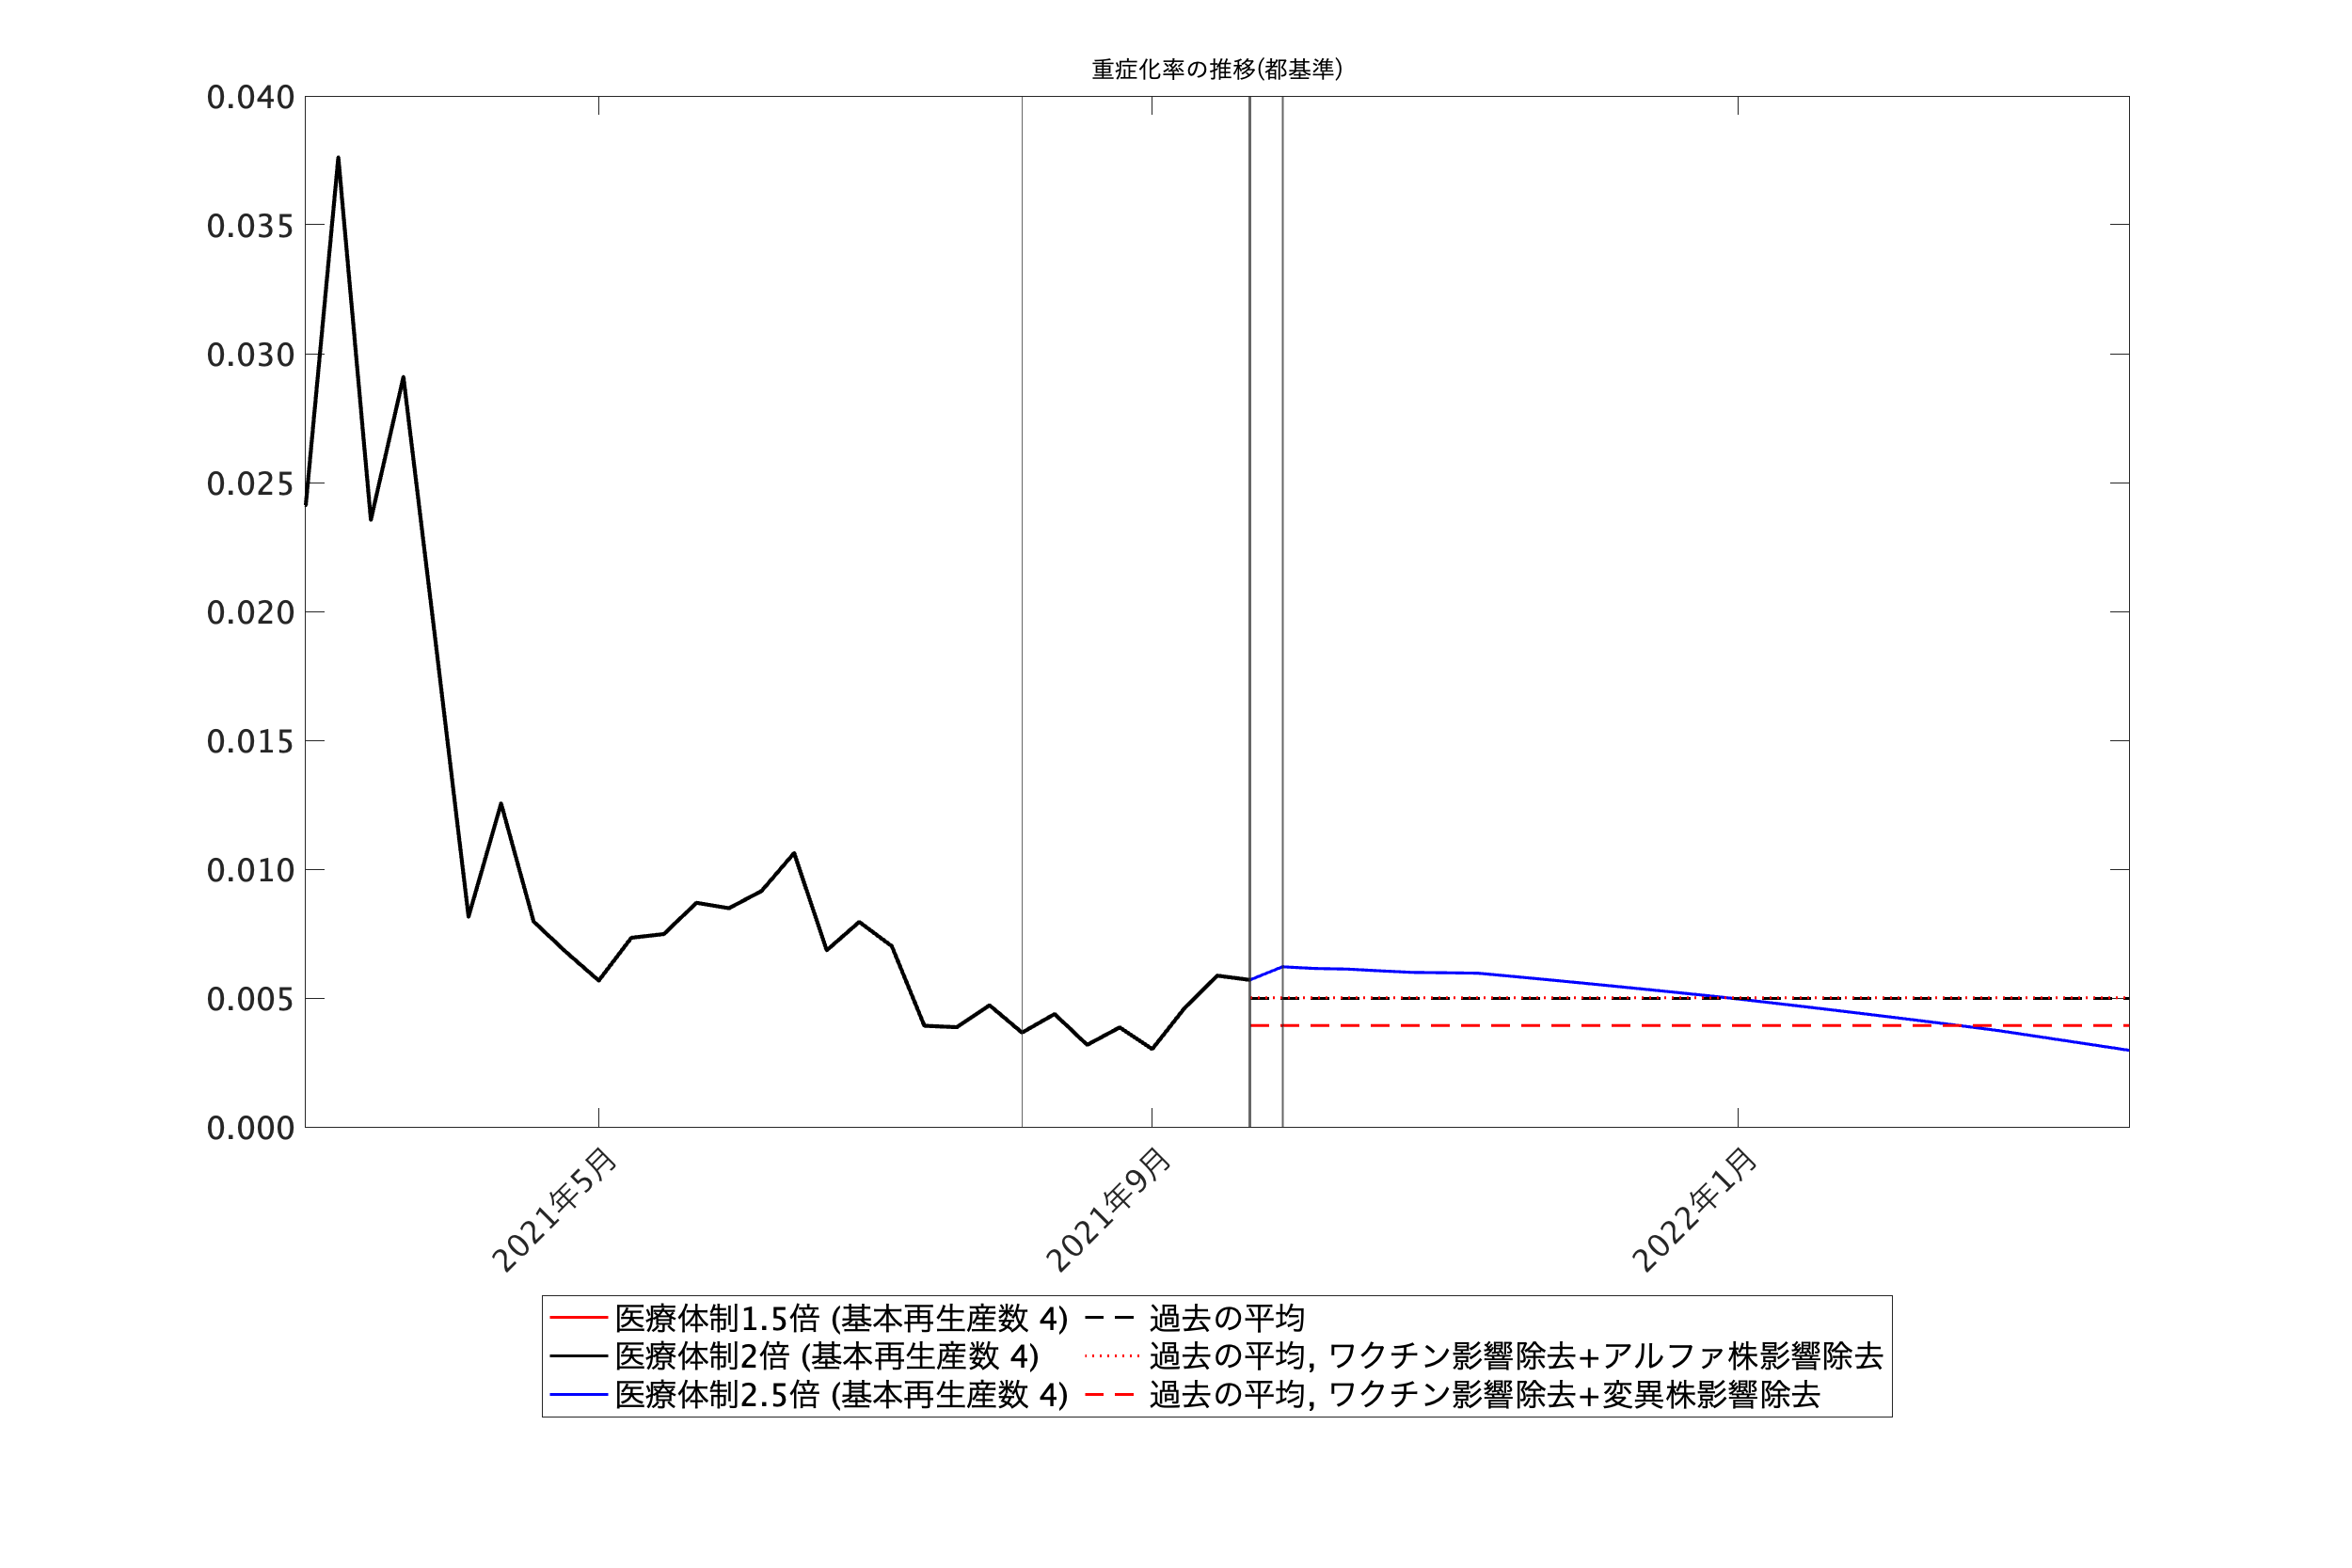 重症化率の推移(都基準)
0.040
0.035
0.030
0.025
0.020
0.015
0.010
0.005
0.000
2021年5月
2021年9月
2022年1月
医療体制1.5倍 (基本再生産数 4)
医療体制2倍 (基本再生産数 4)
医療体制2.5倍 (基本再生産数 4)
過去の平均
過去の平均, ワクチン影響除去+アルファ株影響除去
過去の平均, ワクチン影響除去+変異株影響除去